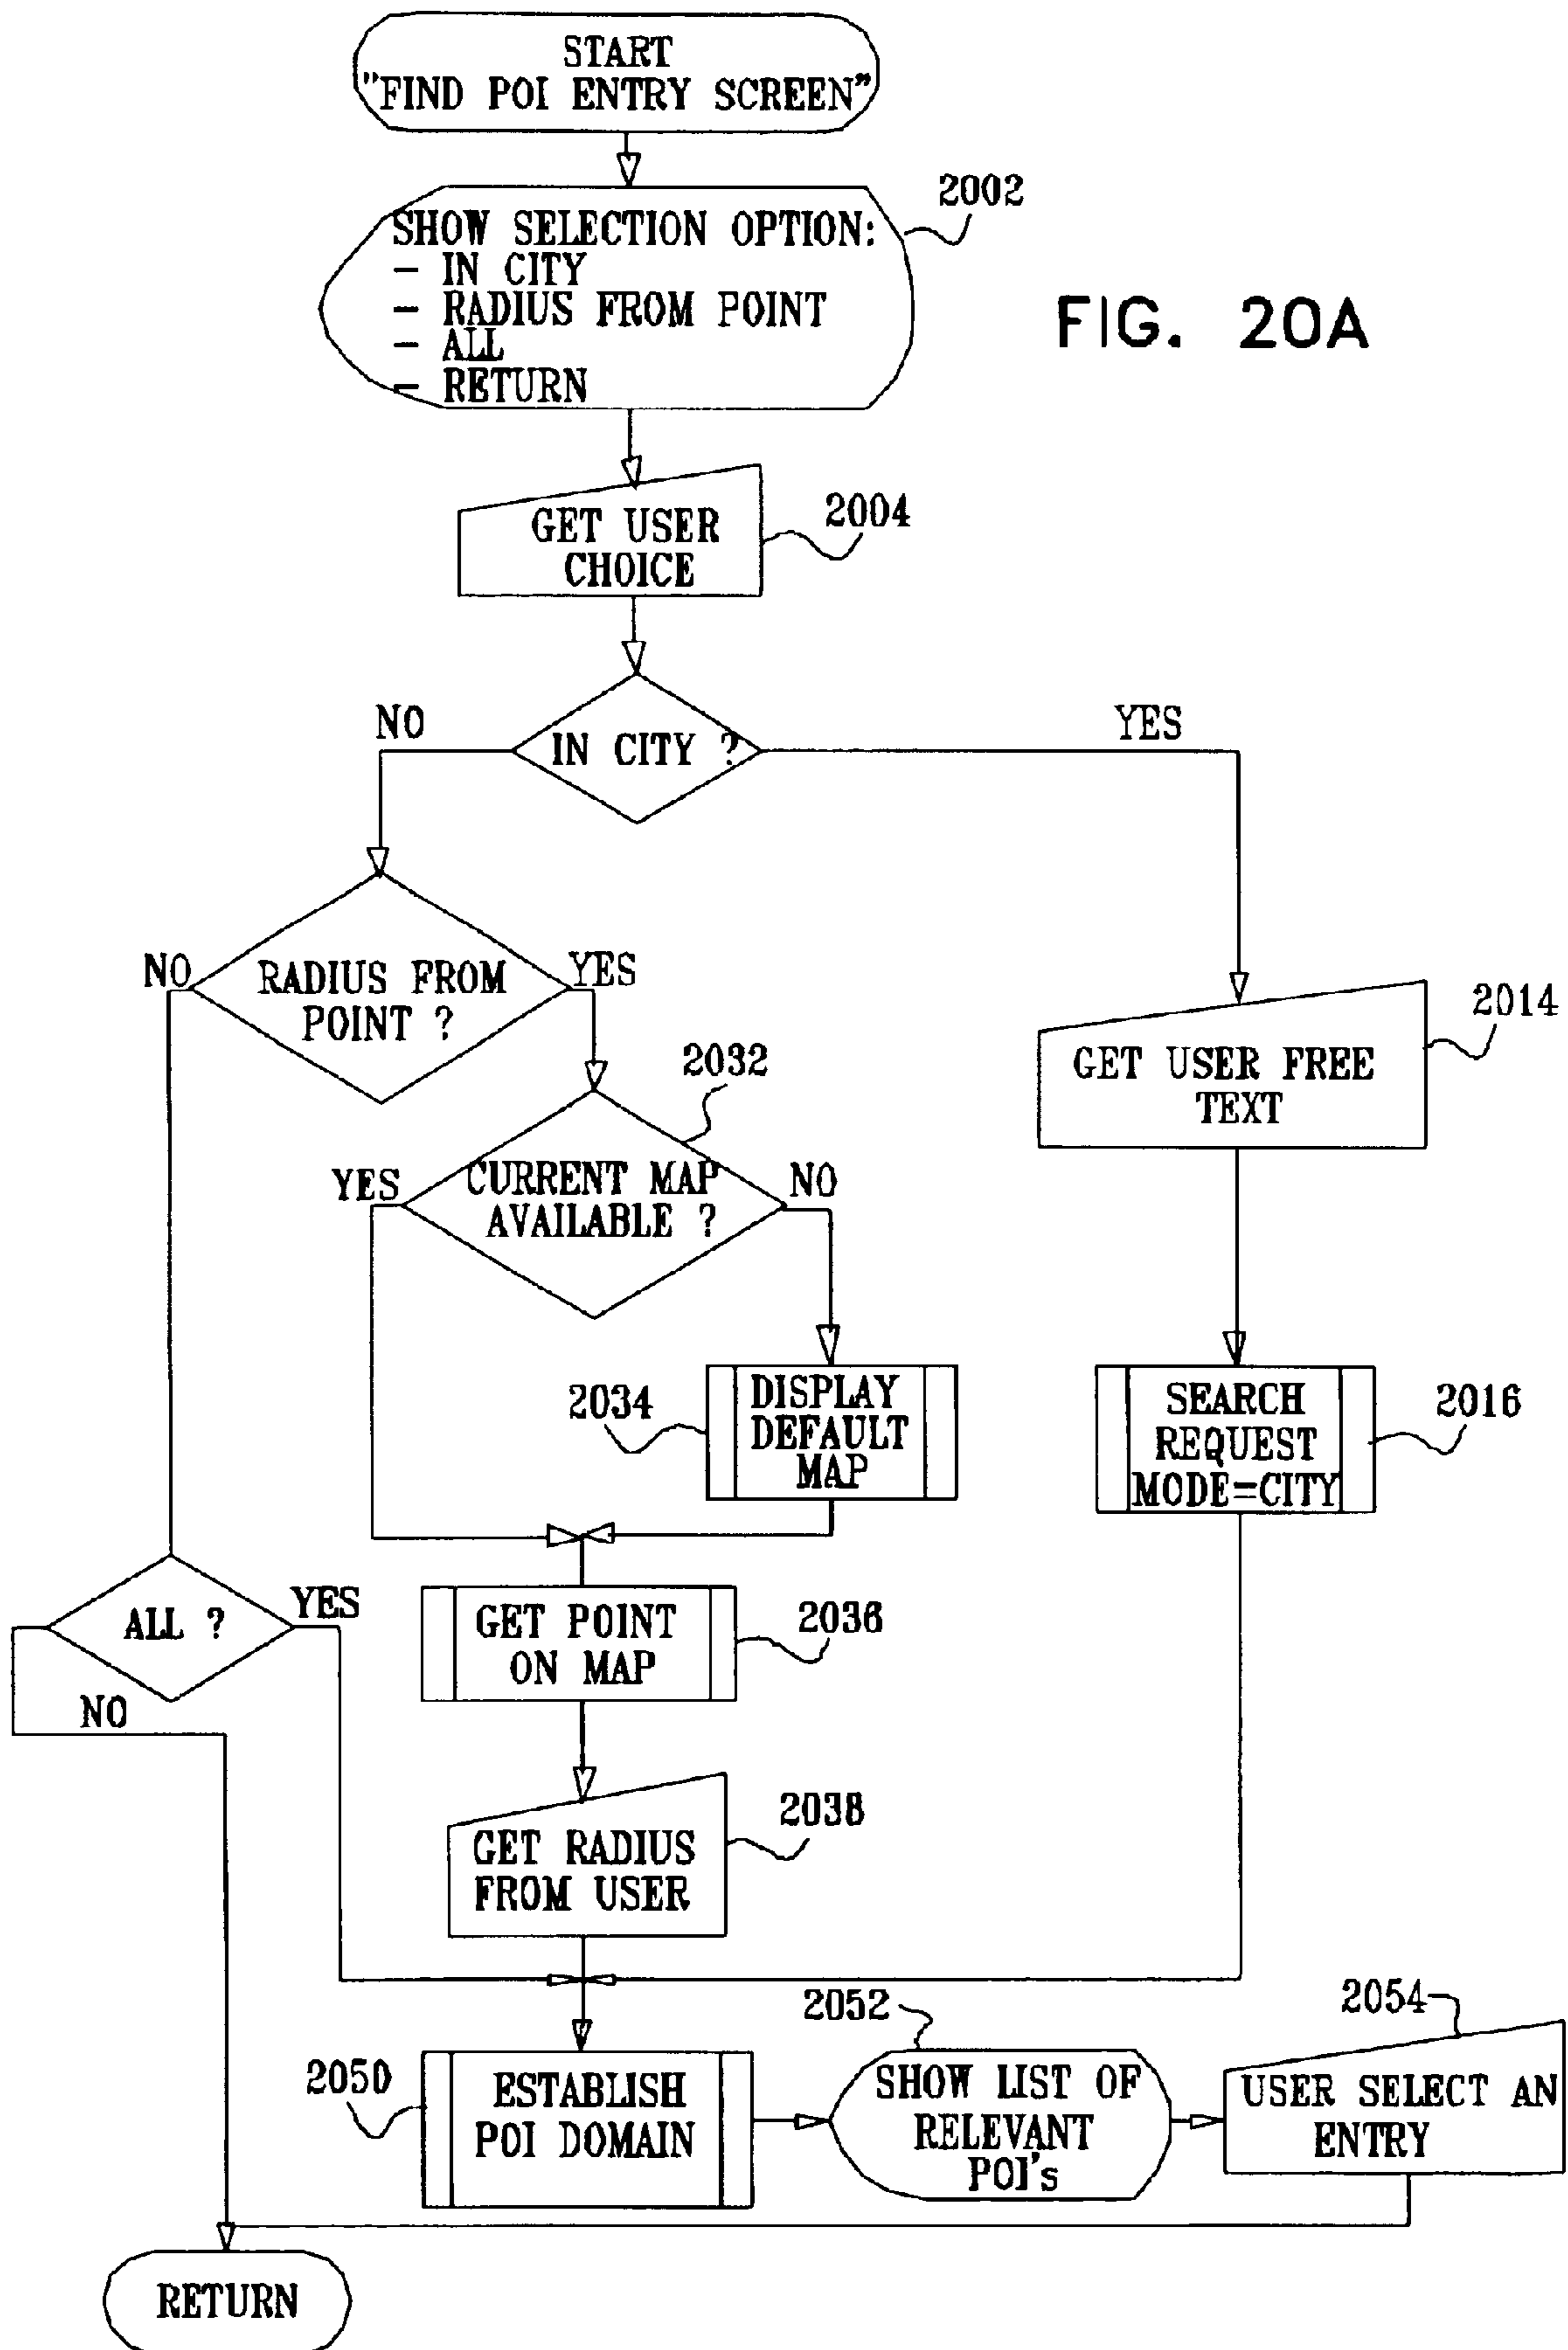 START
"FIND POI ENTRY SCREEN"
2002
SHOW SELECTION OPTION:
- IN CITY
- RADIUS FROM POINT
- ALL
- RETURN
FIG. 20A
GET USER
CHOICE
2004
NO
IN CITY ?
YES
NO
RADIUS FROM
POINT ?
YES
2014
GET USER FREE
TEXT
2032
YES
CURRENT MAP
AVAILABLE ?
NO
2034
DISPLAY
DEFAULT
MAP
SEARCH
REQUEST
MODE=CITY
2016
ALL ?
YES
NO
GET POINT
ON MAP
2036
GET RADIUS
FROM USER
2038
2050
ESTABLISH
POI DOMAIN
2052
SHOW LIST OF
RELEVANT
POI's
2054
USER SELECT AN
ENTRY
RETURN